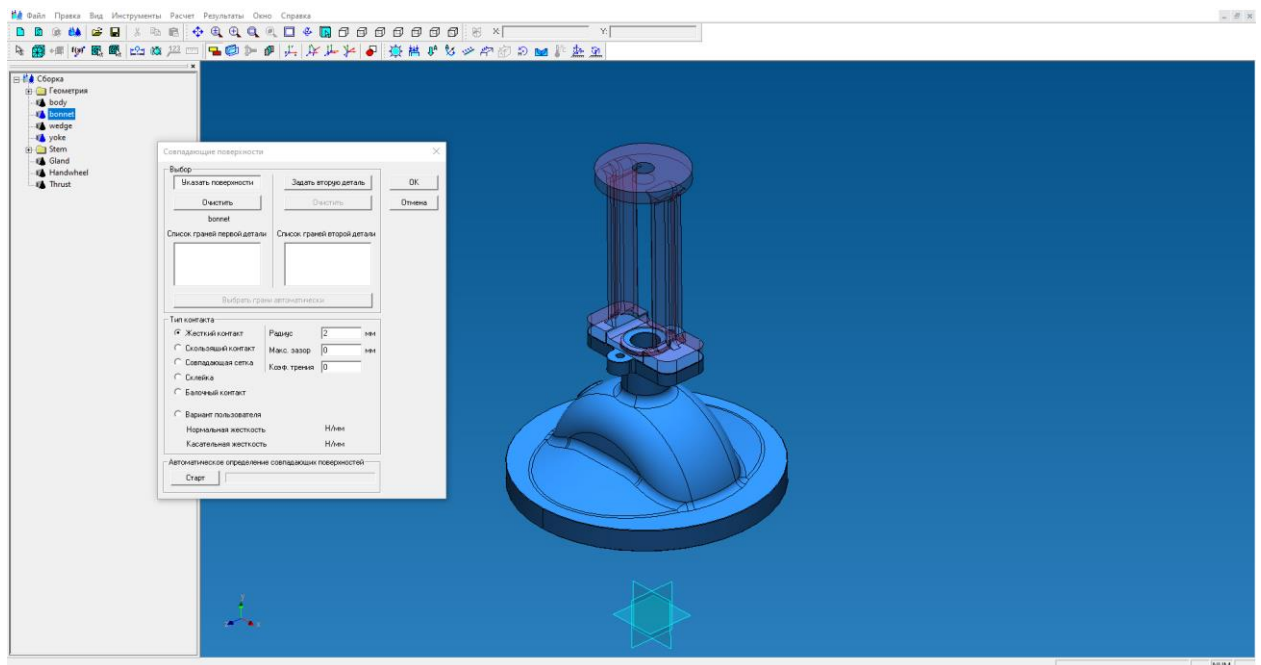 Файл Правка Вид Инструменты Расчет Результаты Окно Справка
X:
Y:
Сборка
Геометрия
body
bonnet
wedge
yoke
Stem
Gland
Handwheel
Thrust
Совпадающие поверхности
Выбор
Указать поверхности Задать вторую деталь OK
Очистить Очистить Отмена
bonnet
Список граней первой детали Список граней второй детали
Выбрать грани автоматически
Тип контакта
Жесткий контакт Радиус 2 мм
Скользящий контакт Макс. зазор 0 мм
Совпадающая сетка Коэф. трения 0
Склейка
Балочный контакт
Вариант пользователя
Нормальная жесткость Н/мм
Касательная жесткость Н/мм
Автоматическое определение совпадающих поверхностей
Старт